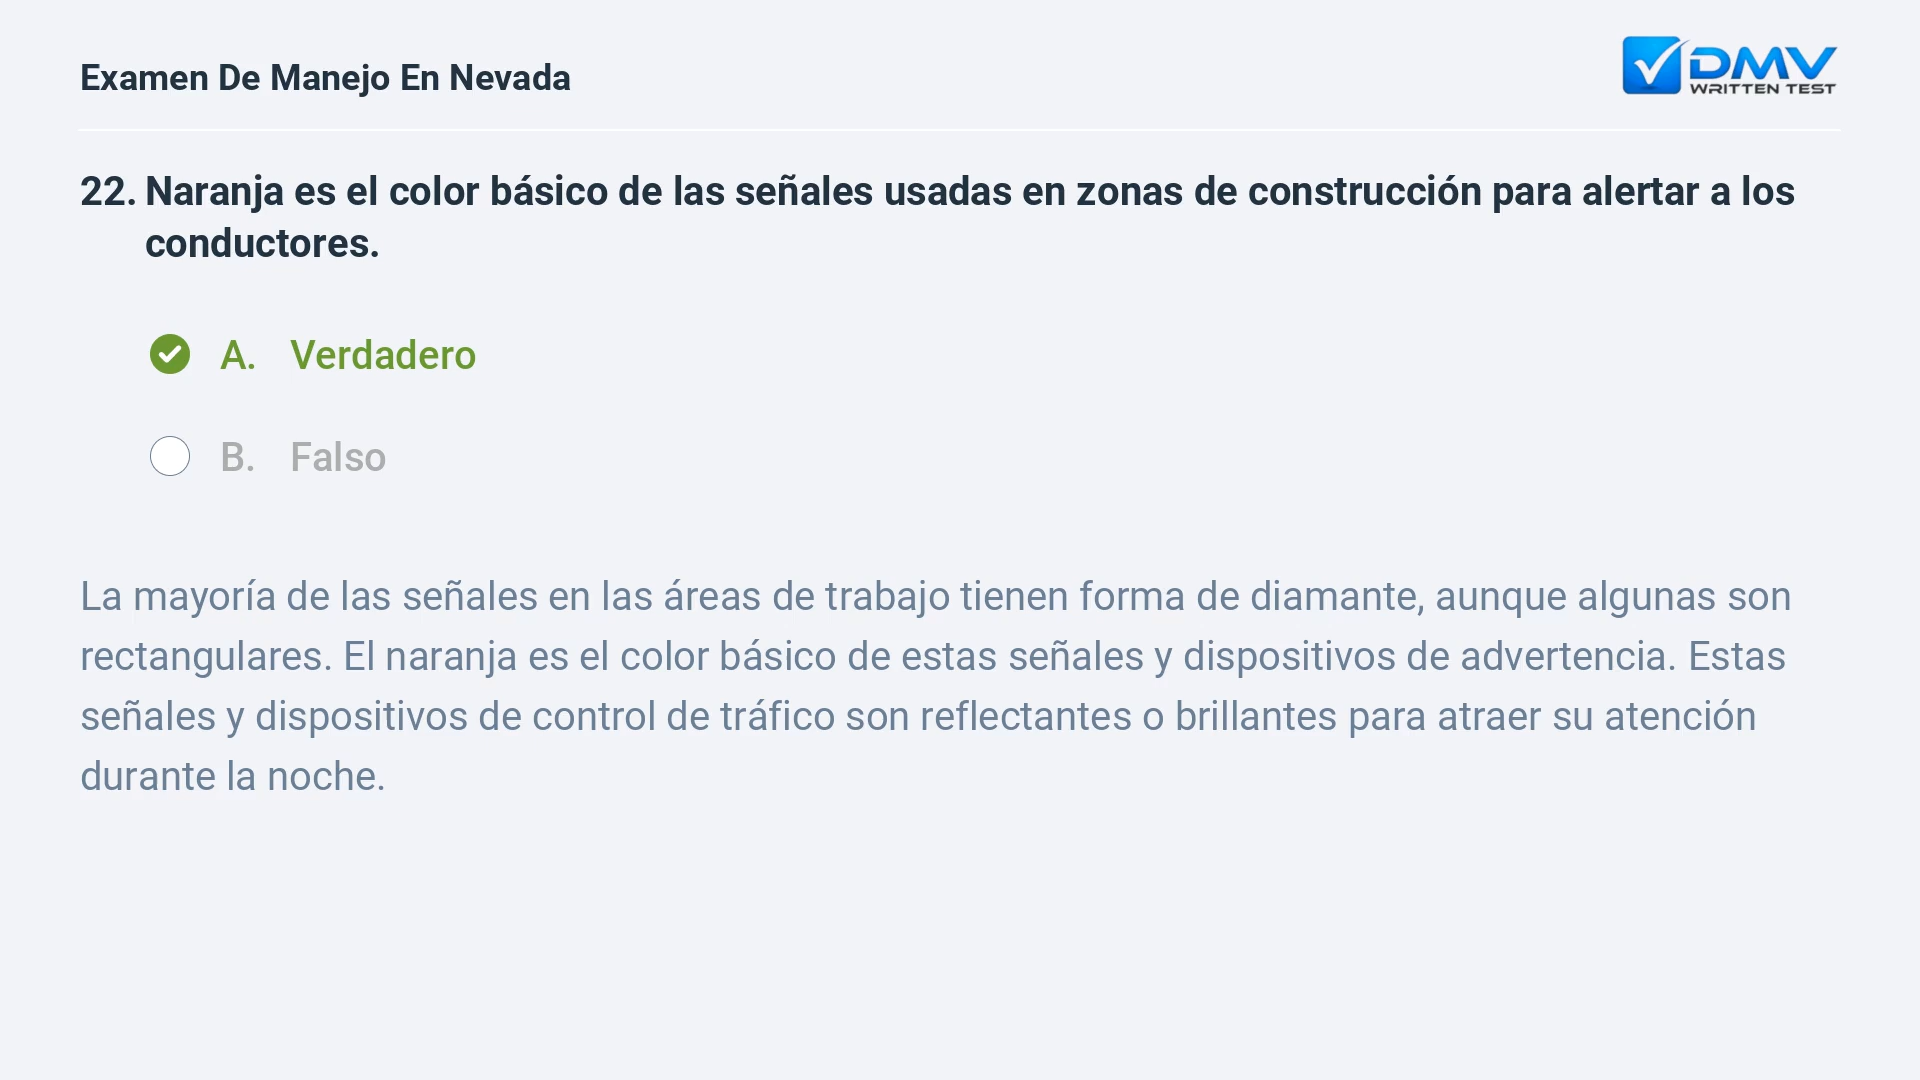 Examen De Manejo En Nevada
DMV
WRITTEN TEST
22. Naranja es el color básico de las señales usadas en zonas de construcción para alertar a los
conductores.
A. Verdadero
B. Falso
La mayoría de las señales en las áreas de trabajo tienen forma de diamante, aunque algunas son
rectangulares. El naranja es el color básico de estas señales y dispositivos de advertencia. Estas
señales y dispositivos de control de tráfico son reflectantes o brillantes para atraer su atención
durante la noche.